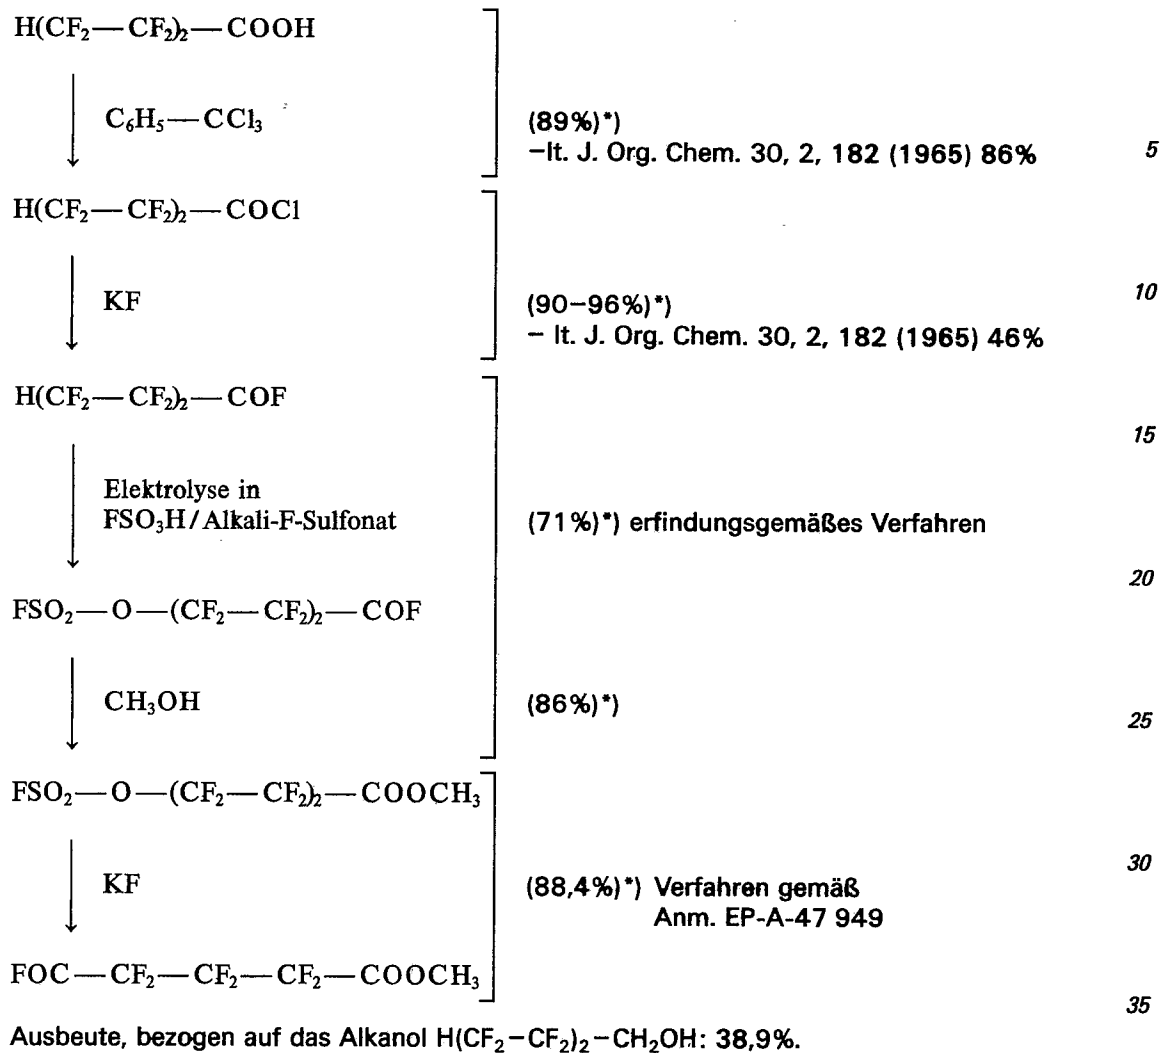 H(CF₂—CF₂)₂—COOH
C₆H₅—CCl₃
(89%)*)
–lt. J. Org. Chem. 30, 2, 182 (1965) 86%
5
H(CF₂—CF₂)₂—COCl
KF
(90–96%)*)
– lt. J. Org. Chem. 30, 2, 182 (1965) 46%
10
H(CF₂—CF₂)₂—COF
15
Elektrolyse in
FSO₃H/Alkali-F-Sulfonat
(71%)*) erfindungsgemäßes Verfahren
20
FSO₂—O—(CF₂—CF₂)₂—COF
CH₃OH
(86%)*)
25
FSO₂—O—(CF₂—CF₂)₂—COOCH₃
30
KF
(88,4%)*) Verfahren gemäß
Anm. EP-A-47 949
FOC—CF₂—CF₂—CF₂—COOCH₃
35
Ausbeute, bezogen auf das Alkanol H(CF₂–CF₂)₂–CH₂OH: 38,9%.